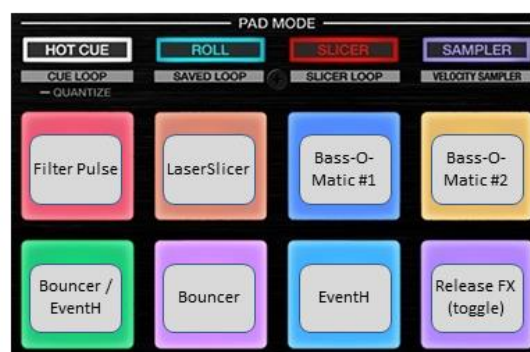 PAD MODE
HOT CUE ROLL SLICER SAMPLER
CUE LOOP SAVED LOOP SLICER LOOP VELOCITY SAMPLER
– QUANTIZE
Filter Pulse
LaserSlicer
Bass-O-
Matic #1
Bass-O-
Matic #2
Bouncer /
EventH
Bouncer
EventH
Release FX
(toggle)